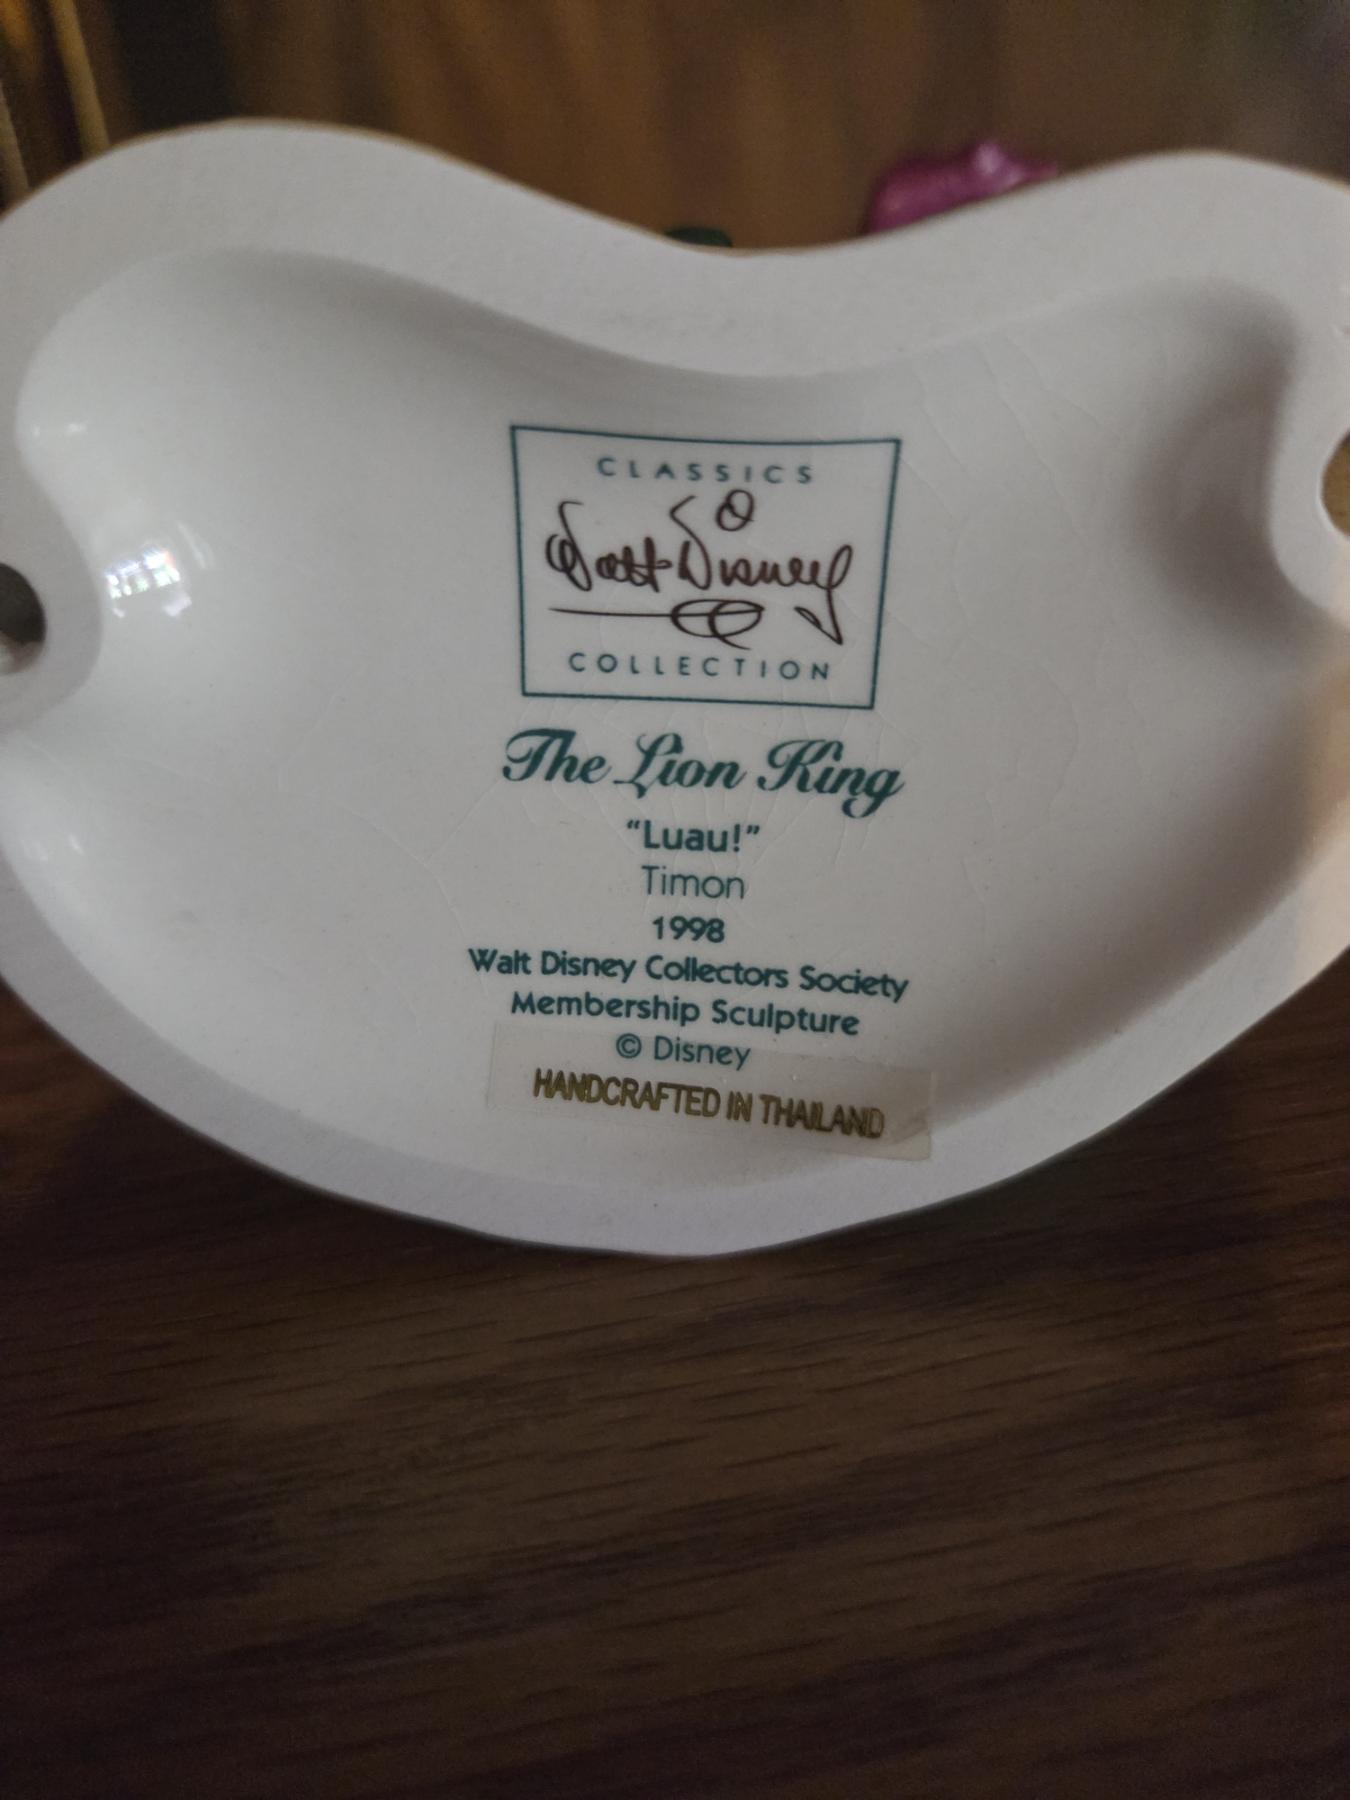 CLASSICS
Walt Disney
COLLECTION
The Lion King
“Luau!”
Timon
1998
Walt Disney Collectors Society
Membership Sculpture
© Disney
HANDCRAFTED IN THAILAND